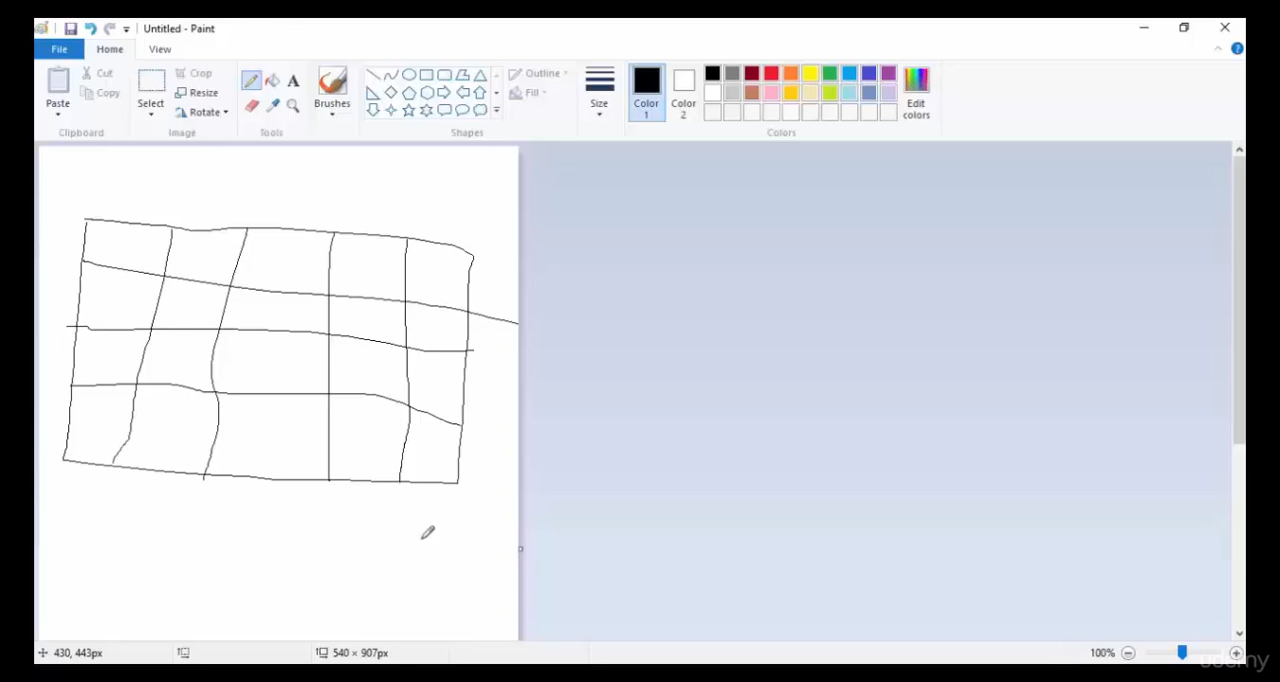 Untitled - Paint
File Home View
Cut Crop Outline
Copy Resize Fill
Paste Select Rotate A Brushes Size Color 1 Color 2 Edit colors
Clipboard Image Tools Shapes Colors
430, 443px 540 × 907px 100%
udemy